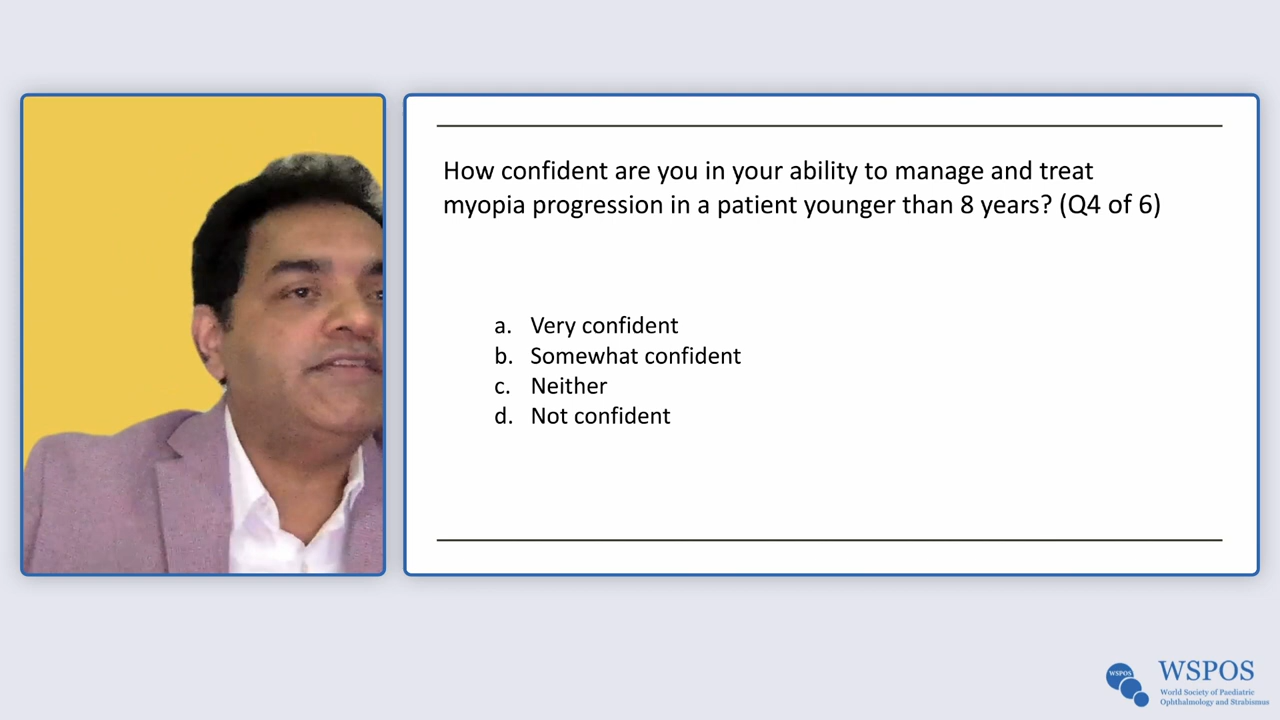 How confident are you in your ability to manage and treat
myopia progression in a patient younger than 8 years? (Q4 of 6)
a. Very confident
b. Somewhat confident
c. Neither
d. Not confident
WSPOS
WSPOS
World Society of Paediatric
Ophthalmology and Strabismus